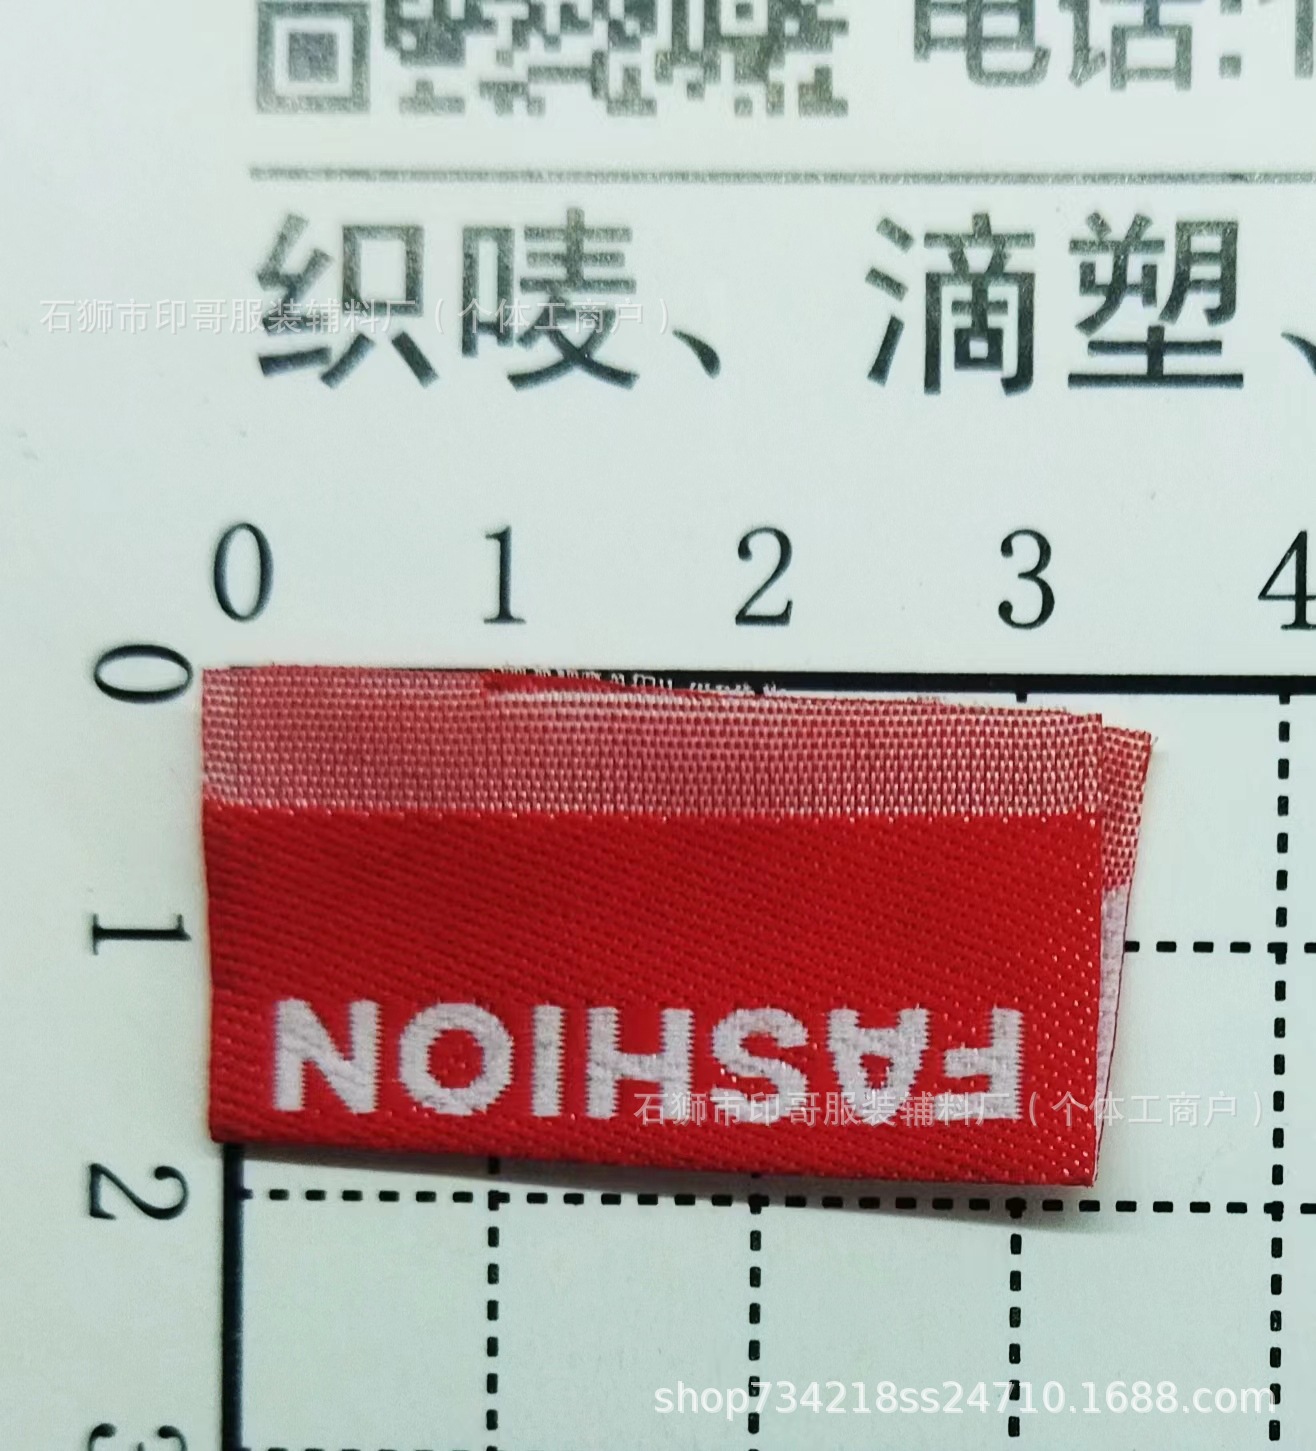 电话:1
织唛、滴塑、
石狮市印哥服装辅料厂(个体工商户)
0 1 2 3 4
0
1
FASHION
石狮市印哥服装辅料厂(个体工商户)
2
shop734218ss24710.1688.com
3